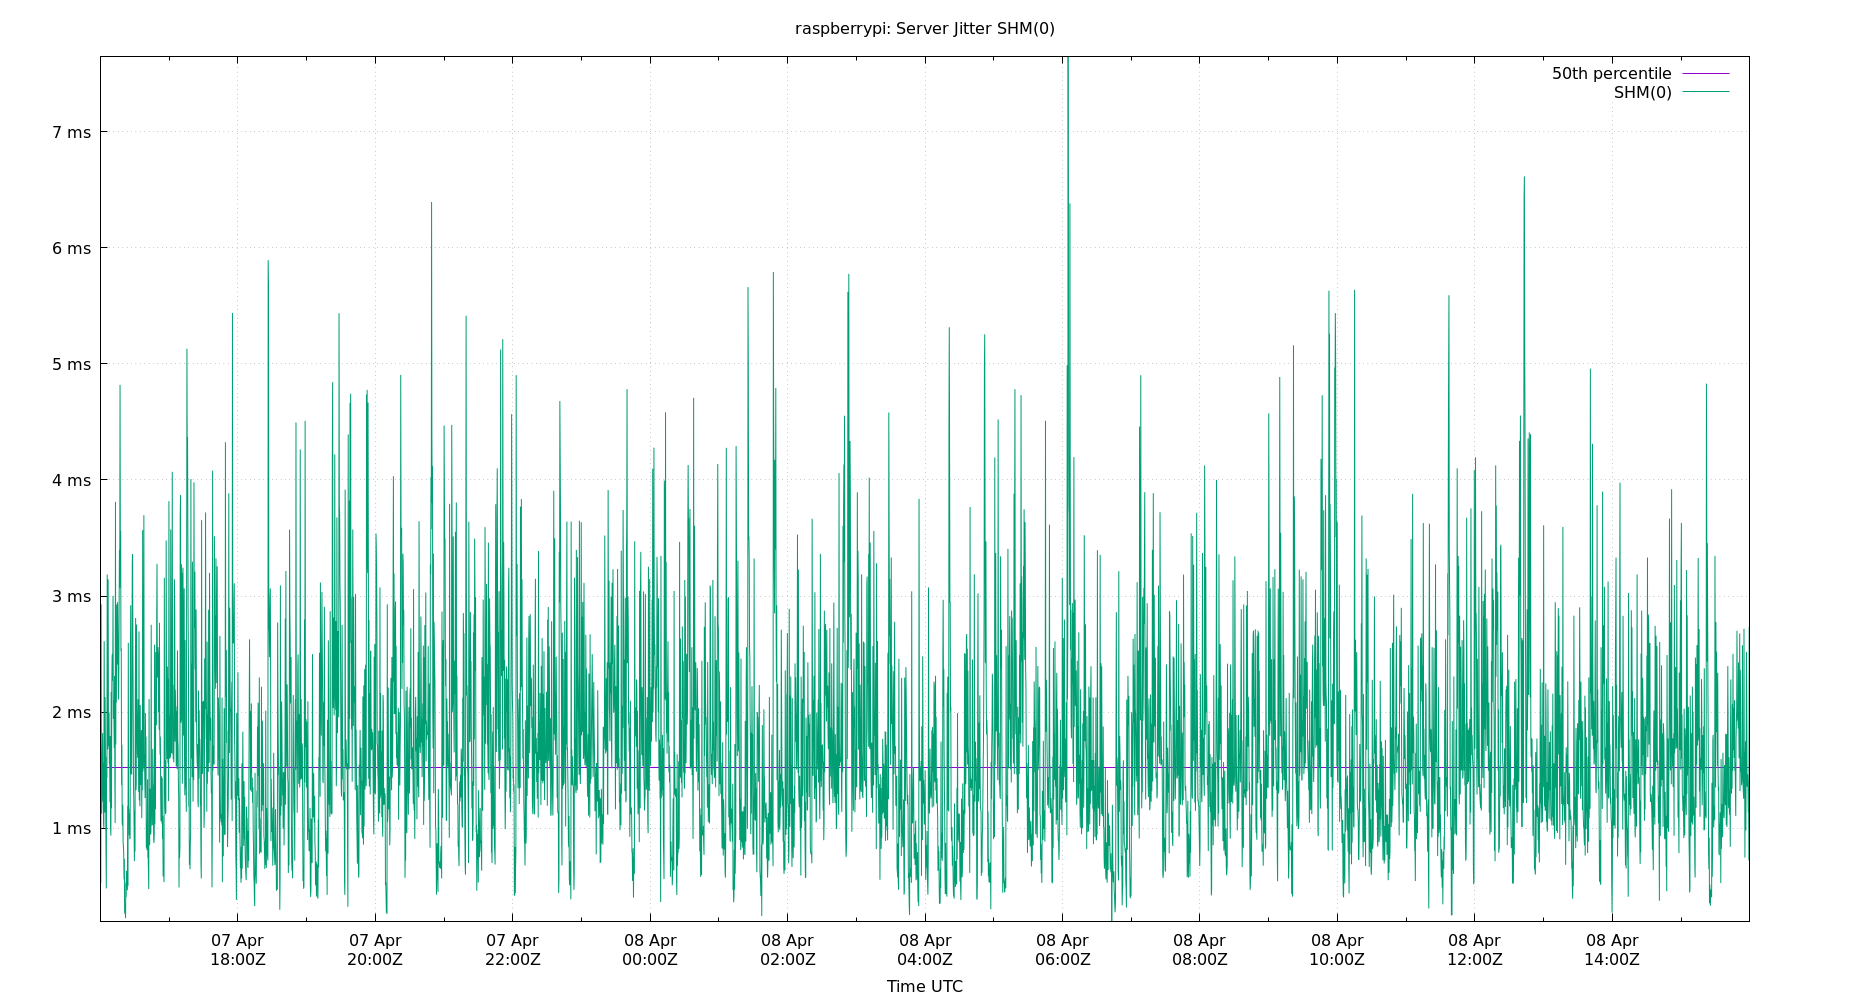 raspberrypi: Server Jitter SHM(0)
50th percentile
SHM(0)
7 ms
6 ms
5 ms
4 ms
3 ms
2 ms
1 ms
07 Apr 07 Apr 07 Apr 08 Apr 08 Apr 08 Apr 08 Apr 08 Apr 08 Apr 08 Apr 08 Apr
18:00Z 20:00Z 22:00Z 00:00Z 02:00Z 04:00Z 06:00Z 08:00Z 10:00Z 12:00Z 14:00Z
Time UTC